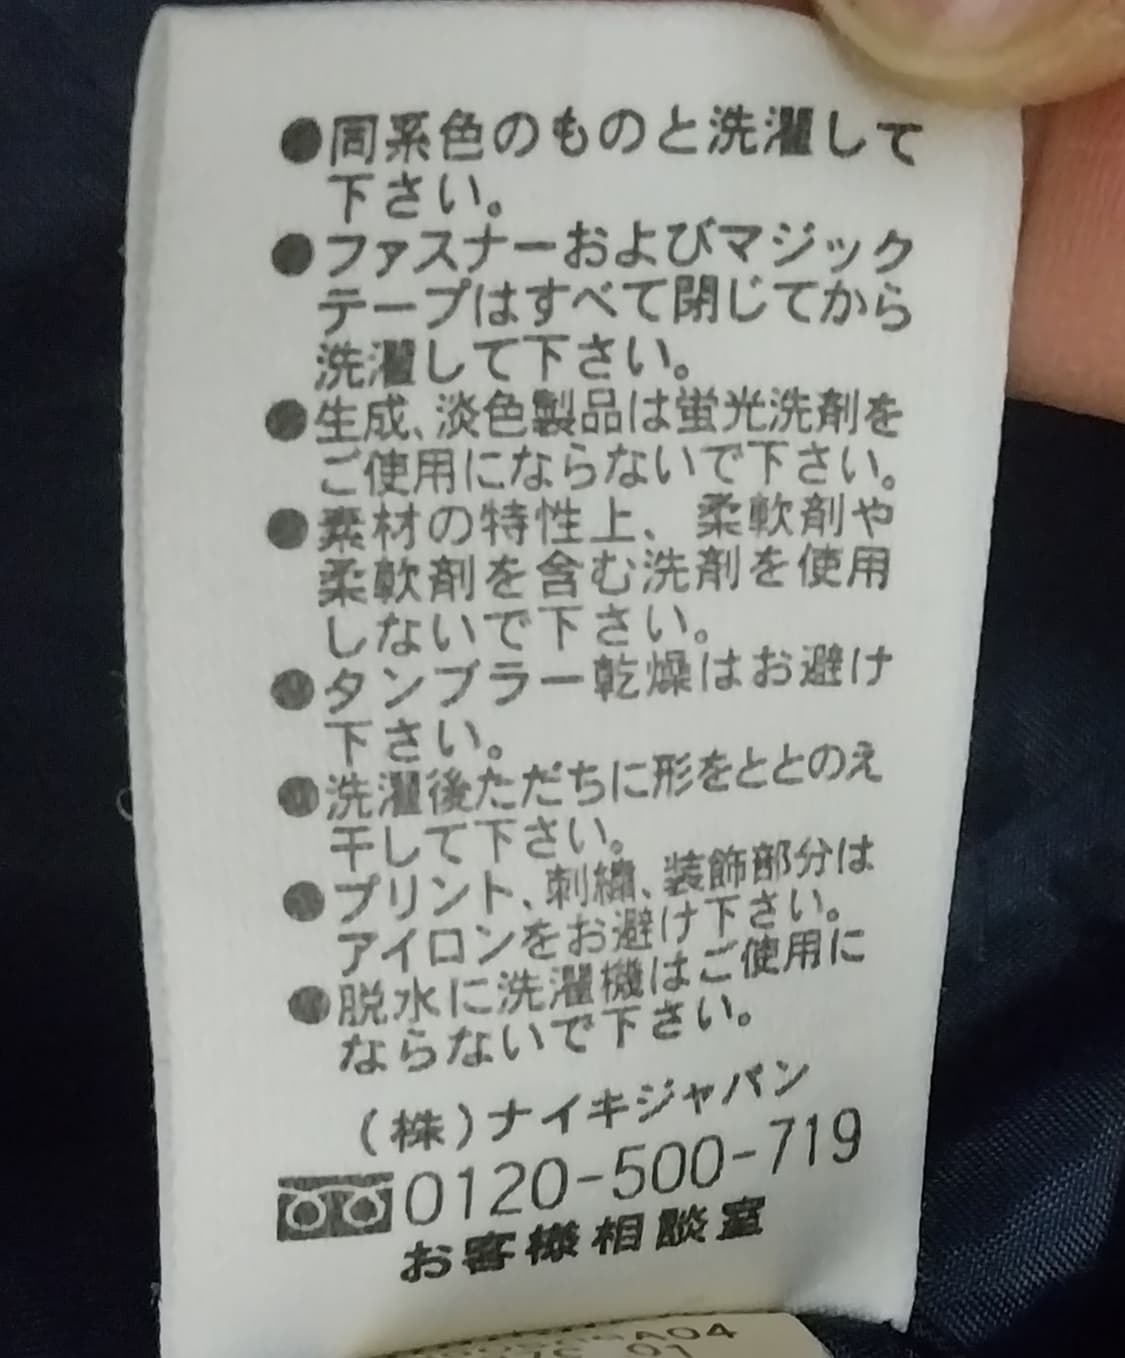 ●同系色のものと洗濯して
下さい。
●ファスナーおよびマジック
テープはすべて閉じてから
洗濯して下さい。
●生成、淡色製品は蛍光洗剤を
ご使用にならないで下さい。
●素材の特性上、柔軟剤や
柔軟剤を含む洗剤を使用
しないで下さい。
●タンブラー乾燥はお避け
下さい。
●洗濯後ただちに形をととのえ
干して下さい。
●プリント、刺繍、装飾部分は
アイロンをお避け下さい。
●脱水に洗濯機はご使用に
ならないで下さい。
(株)ナイキジャパン
0120-500-719
お客様相談室
01